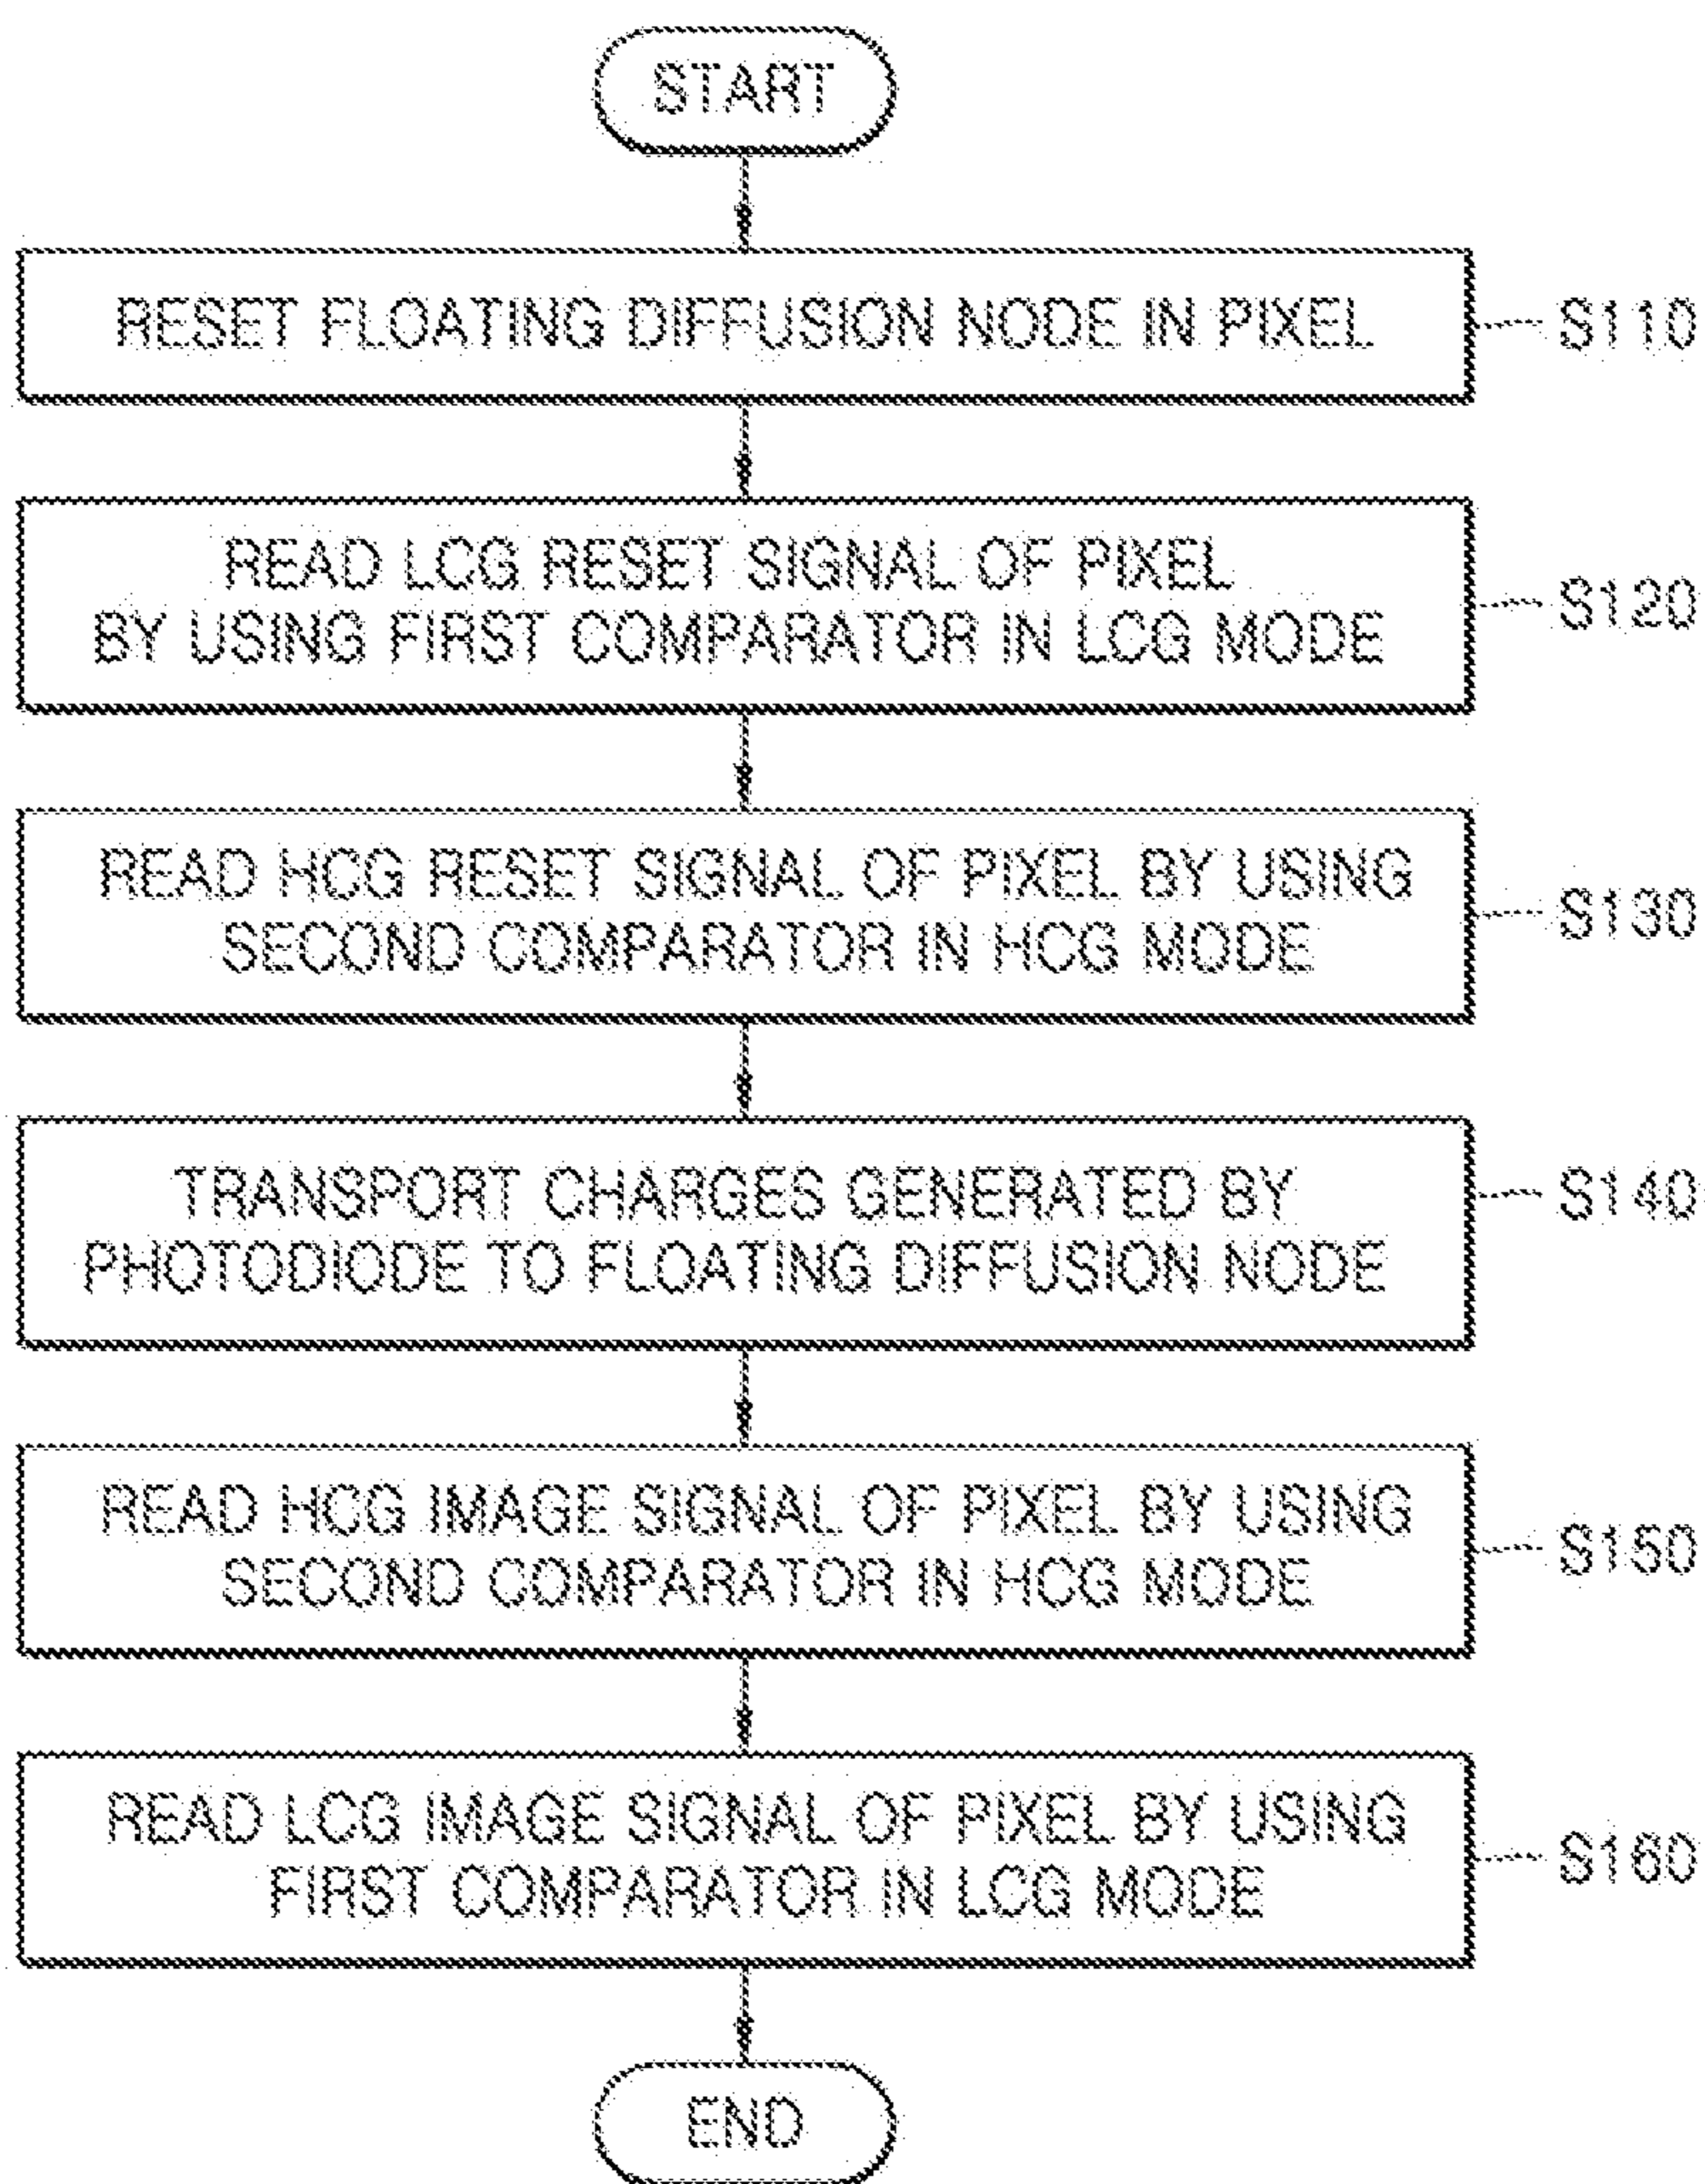 START
RESET FLOATING DIFFUSION NODE IN PIXEL
S110
READ LCG RESET SIGNAL OF PIXEL
BY USING FIRST COMPARATOR IN LCG MODE
S120
READ HCG RESET SIGNAL OF PIXEL BY USING
SECOND COMPARATOR IN HCG MODE
S130
TRANSPORT CHARGES GENERATED BY
PHOTODIODE TO FLOATING DIFFUSION NODE
S140
READ HCG IMAGE SIGNAL OF PIXEL BY USING
SECOND COMPARATOR IN HCG MODE
S150
READ LCG IMAGE SIGNAL OF PIXEL BY USING
FIRST COMPARATOR IN LCG MODE
S160
END